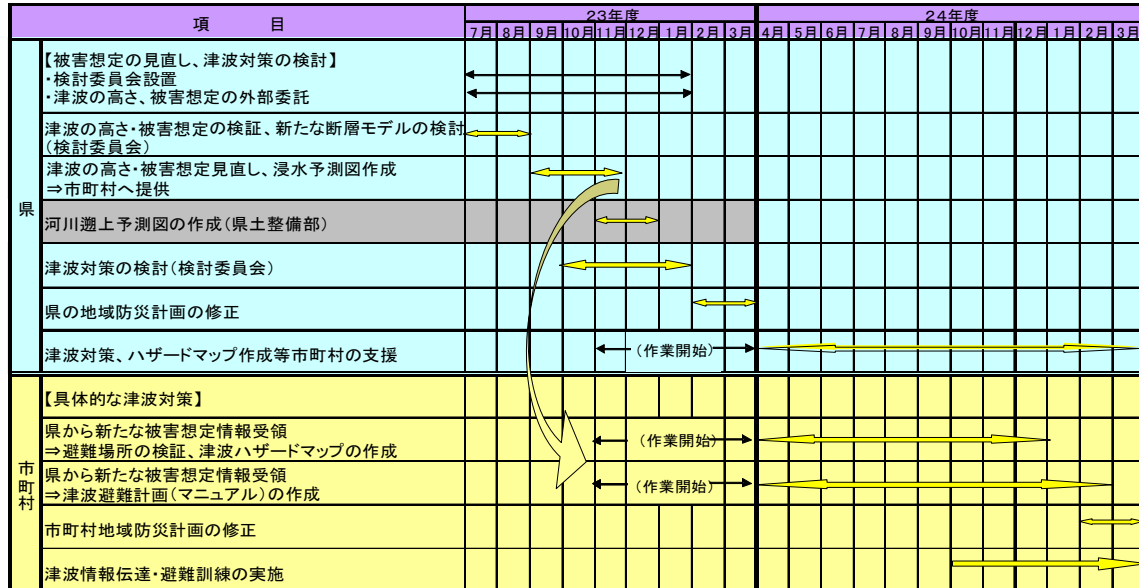 項　目
23年度
24年度
7月 8月 9月 10月 11月 12月 1月 2月 3月 4月 5月 6月 7月 8月 9月 10月 11月 12月 1月 2月 3月
県
【被害想定の見直し、津波対策の検討】
・検討委員会設置
・津波の高さ、被害想定の外部委託
津波の高さ・被害想定の検証、新たな断層モデルの検討
(検討委員会)
津波の高さ・被害想定見直し、浸水予測図作成
⇒市町村へ提供
河川遡上予測図の作成(県土整備部)
津波対策の検討(検討委員会)
県の地域防災計画の修正
津波対策、ハザードマップ作成等市町村の支援
(作業開始)
市町村
【具体的な津波対策】
県から新たな被害想定情報受領
⇒避難場所の検証、津波ハザードマップの作成
(作業開始)
県から新たな被害想定情報受領
⇒津波避難計画(マニュアル)の作成
(作業開始)
市町村地域防災計画の修正
津波情報伝達・避難訓練の実施